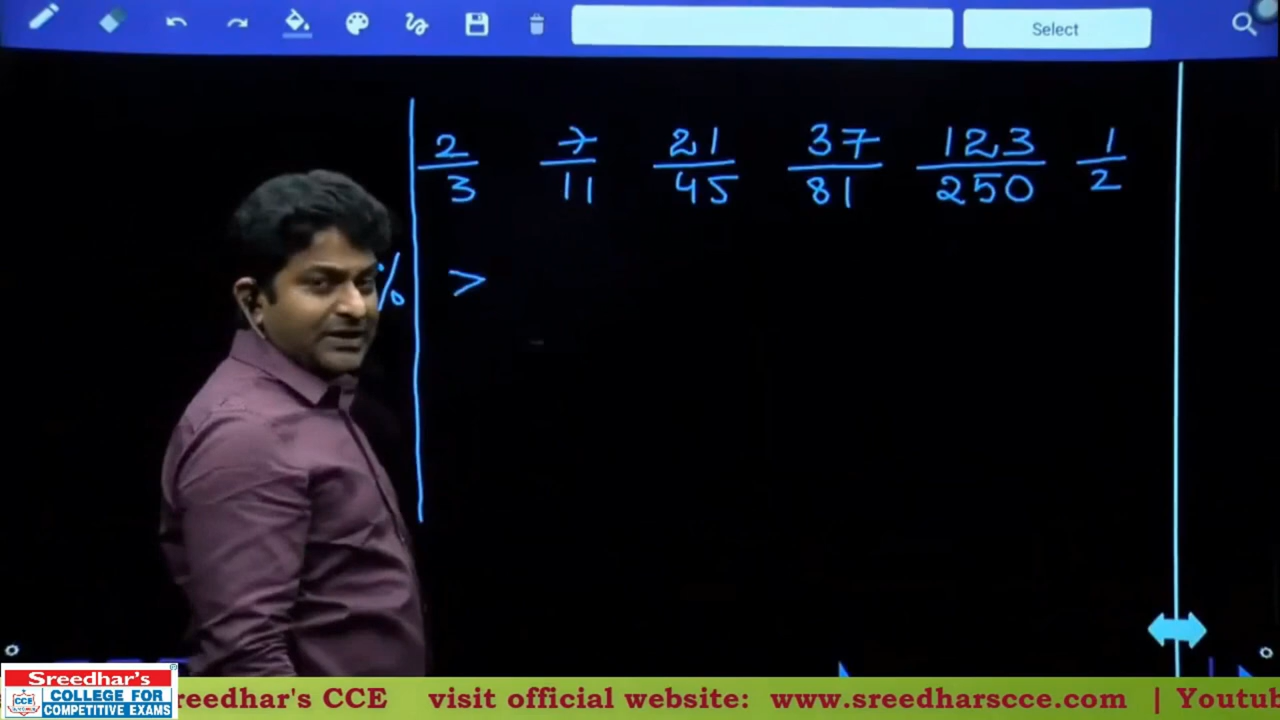 Select
2/3 7/11 21/45 37/81 123/250 1/2
% >
Sreedhar's
CCE
COLLEGE FOR
COMPETITIVE EXAMS
reedhar's CCE visit official website: www.sreedharscce.com | Youtub